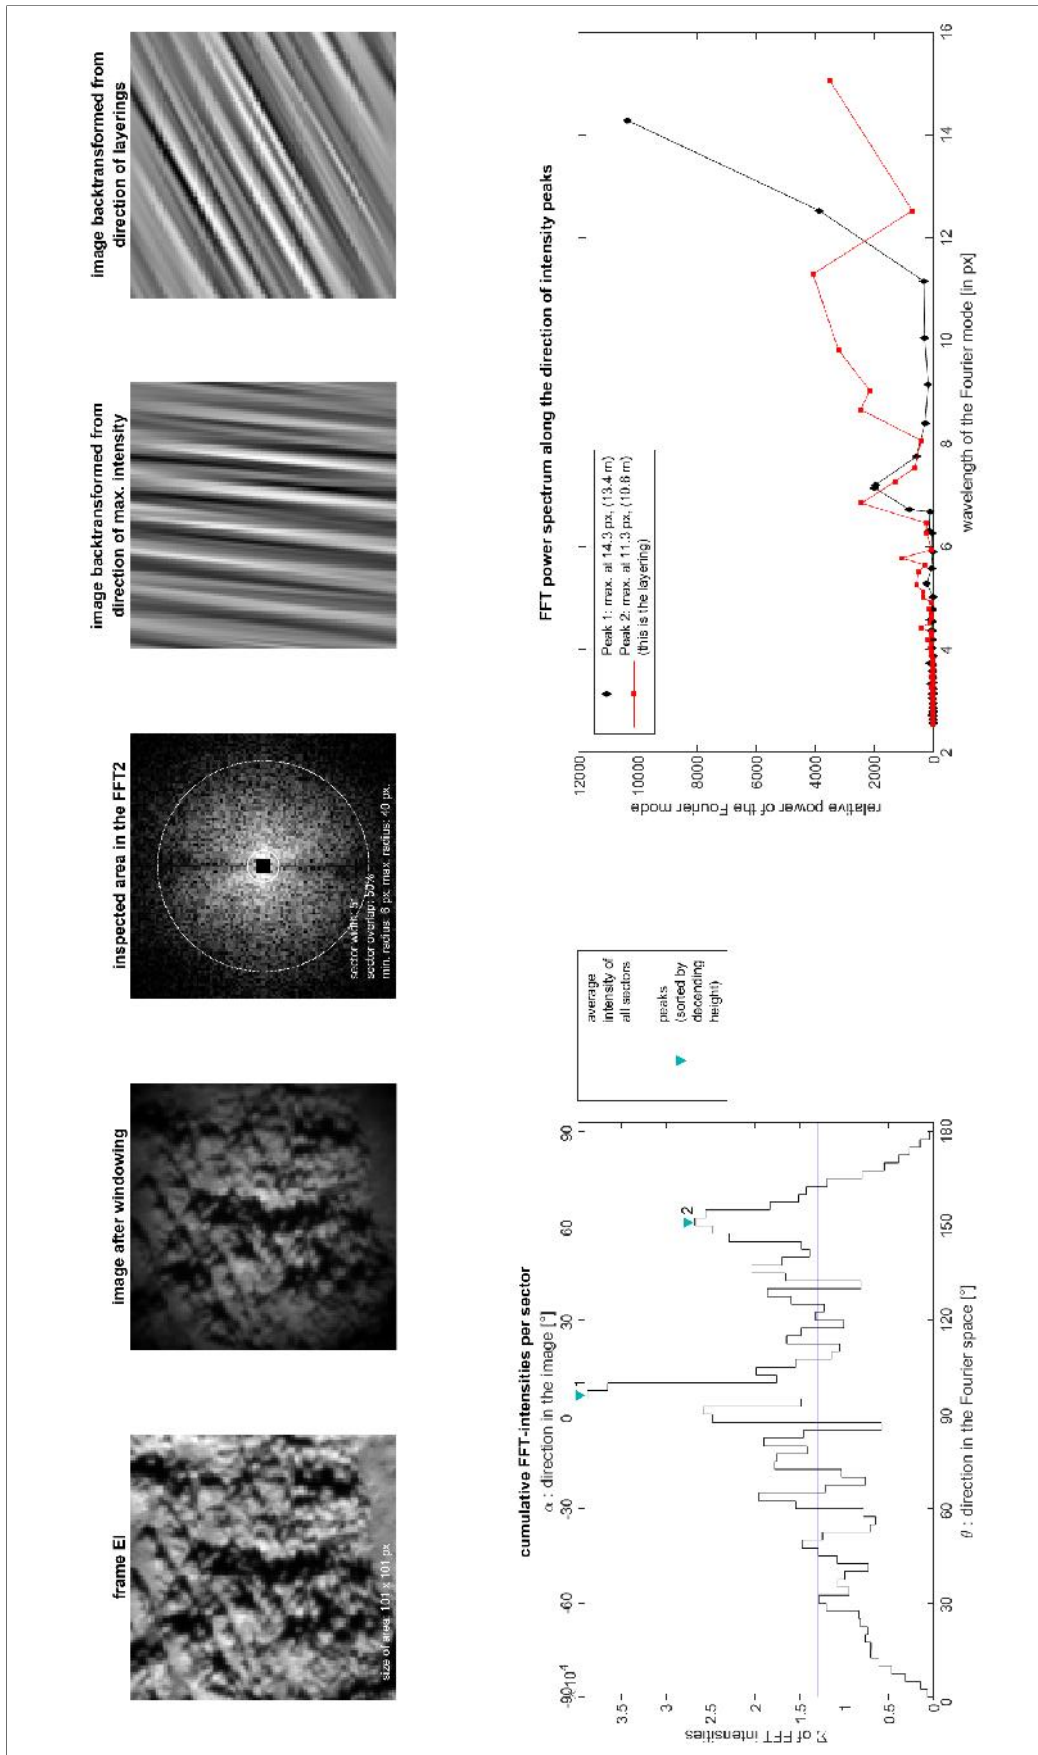 frame EI
size of area: 101 x 101 px
image after windowing
inspected area in the FFT2
sector width: 5°
sector overlap: 50%
min. radius: 6 px, max. radius: 40 px.
image backtransformed from
direction of max. intensity
image backtransformed from
direction of layerings
cumulative FFT-intensities per sector
α : direction in the image [°]
-90 -60 -30 0 30 60 90
10⁴
3.5
3
2.5
2
1.5
1
0.5
0
Σ of FFT intensities
1
2
0 30 60 90 120 150 180
θ : direction in the Fourier space [°]
average
intensity of
all sectors
peaks
(sorted by
decending
height)
FFT power spectrum along the direction of intensity peaks
12000
10000
8000
6000
4000
2000
0
relative power of the Fourier mode
Peak 1: max. at 14.3 px, (13.4 m)
Peak 2: max. at 11.3 px, (10.6 m)
(this is the layering)
2 4 6 8 10 12 14 16
wavelength of the Fourier mode [in px]